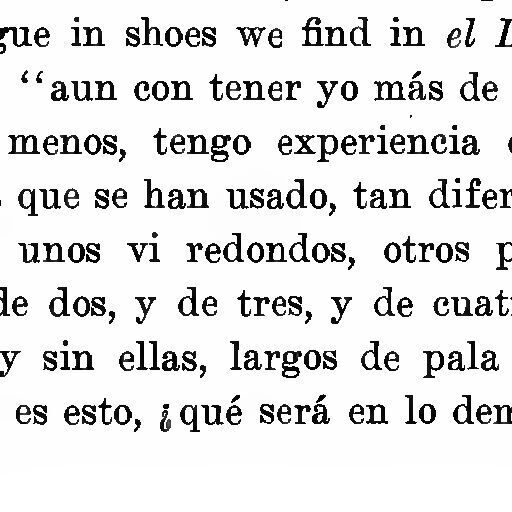 gue in shoes we find in el L
“aun con tener yo más de
menos, tengo experiencia
que se han usado, tan difer
unos vi redondos, otros p
de dos, y de tres, y de cuat
y sin ellas, largos de pala
es esto, ¿qué será en lo dem